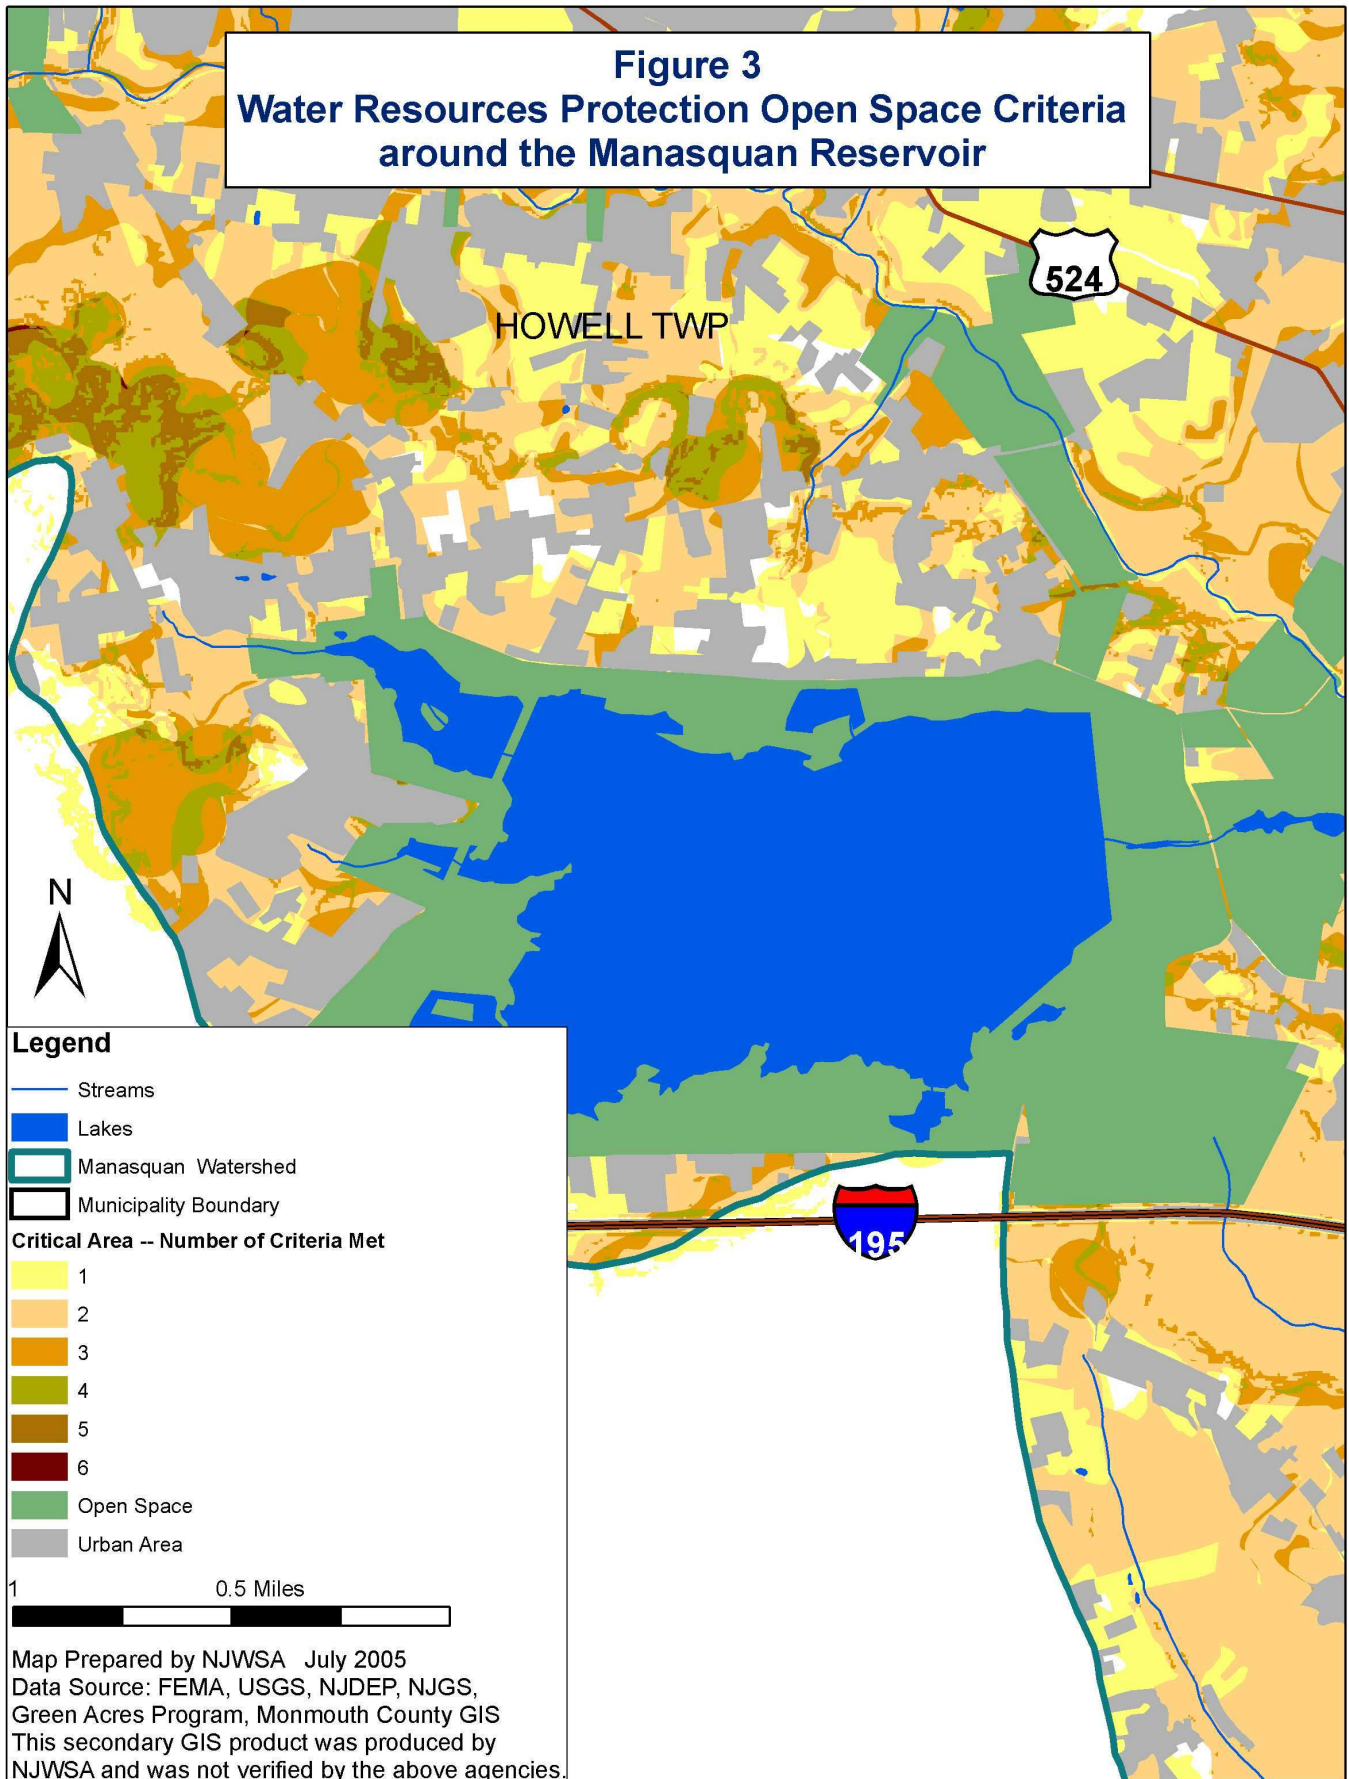 Figure 3
Water Resources Protection Open Space Criteria
around the Manasquan Reservoir
524
HOWELL TWP
N
195
Legend
Streams
Lakes
Manasquan Watershed
Municipality Boundary
Critical Area -- Number of Criteria Met
1
2
3
4
5
6
Open Space
Urban Area
1 0.5 Miles
Map Prepared by NJWSA July 2005
Data Source: FEMA, USGS, NJDEP, NJGS,
Green Acres Program, Monmouth County GIS
This secondary GIS product was produced by
NJWSA and was not verified by the above agencies.